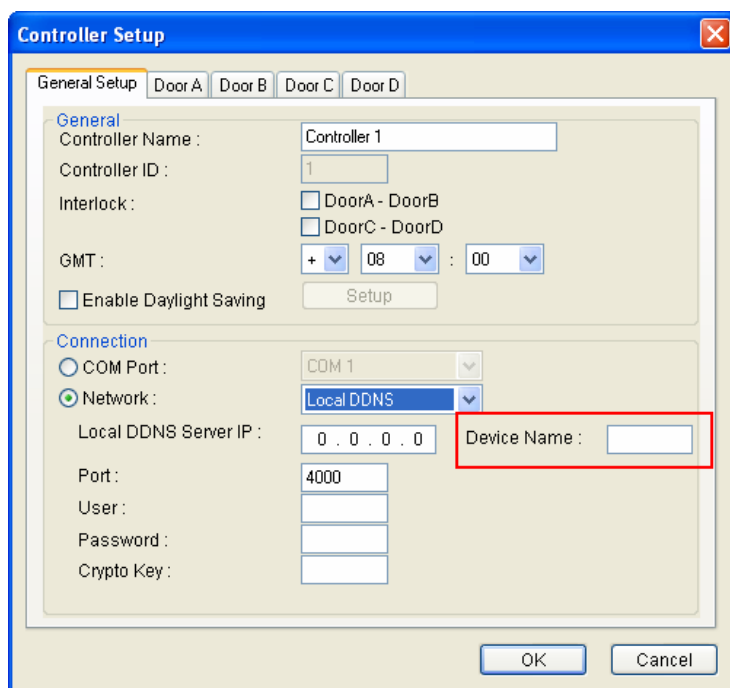 Controller Setup
General Setup Door A Door B Door C Door D
General
Controller Name : Controller 1
Controller ID : 1
Interlock : DoorA - DoorB
DoorC - DoorD
GMT : + 08 : 00
Enable Daylight Saving Setup
Connection
COM Port : COM 1
Network : Local DDNS
Local DDNS Server IP : 0 . 0 . 0 . 0 Device Name :
Port : 4000
User :
Password :
Crypto Key :
OK Cancel